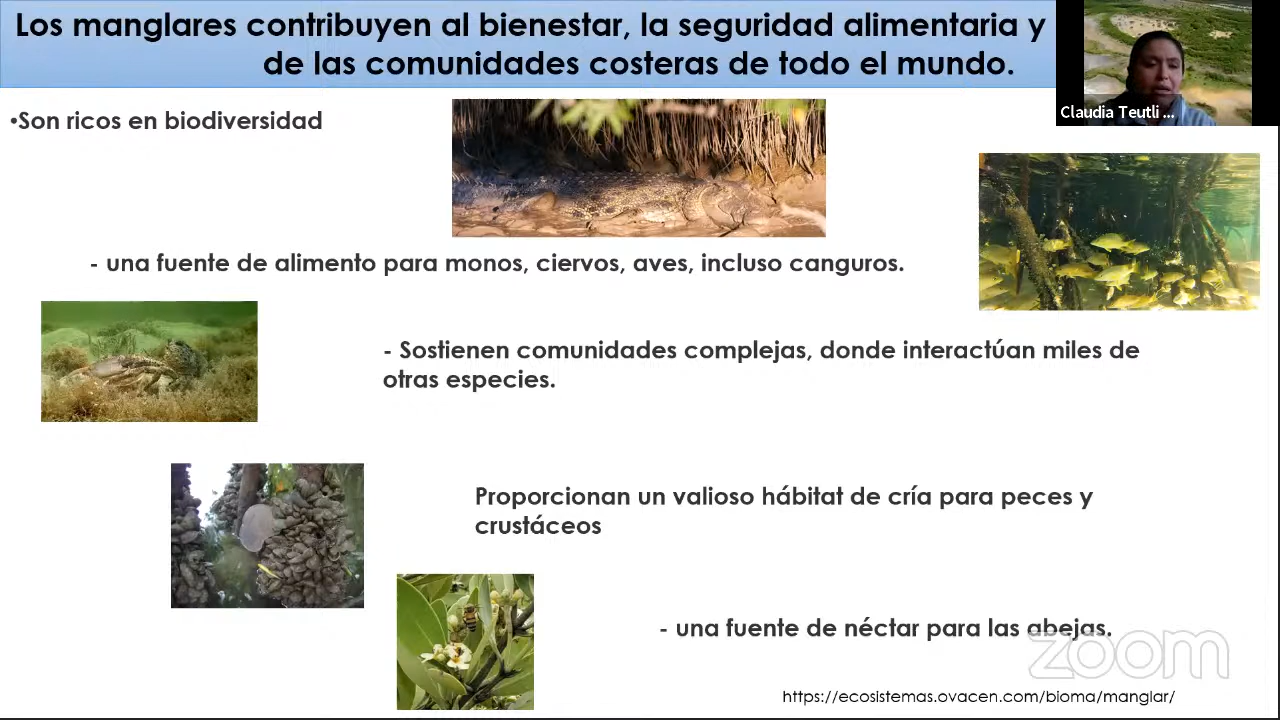 Los manglares contribuyen al bienestar, la seguridad alimentaria y
de las comunidades costeras de todo el mundo.
Claudia Teutli ...
•Son ricos en biodiversidad
- una fuente de alimento para monos, ciervos, aves, incluso canguros.
- Sostienen comunidades complejas, donde interactúan miles de
otras especies.
Proporcionan un valioso hábitat de cría para peces y
crustáceos
- una fuente de néctar para las abejas.
zoom
https://ecosistemas.ovacen.com/bioma/manglar/